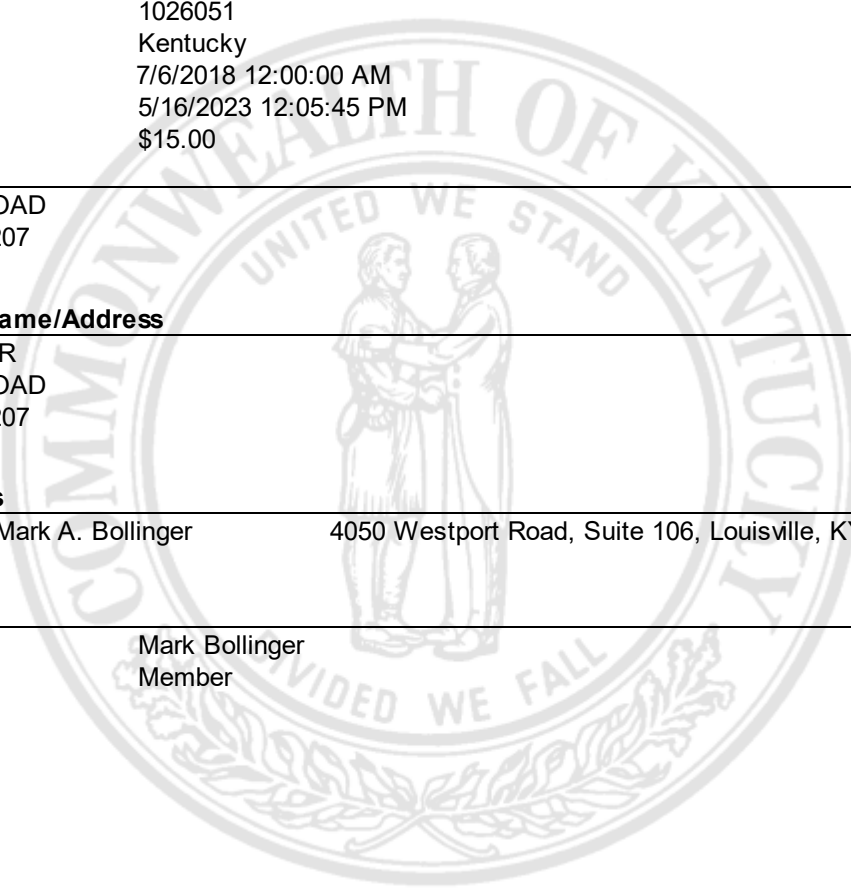 1026051
Kentucky
7/6/2018 12:00:00 AM
5/16/2023 12:05:45 PM
$15.00
OAD
207
ame/Address
R
OAD
207
s
Mark A. Bollinger 4050 Westport Road, Suite 106, Louisville, KY
Mark Bollinger
Member
COMMONWEALTH OF KENTUCKY
UNITED WE STAND
DIVIDED WE FALL